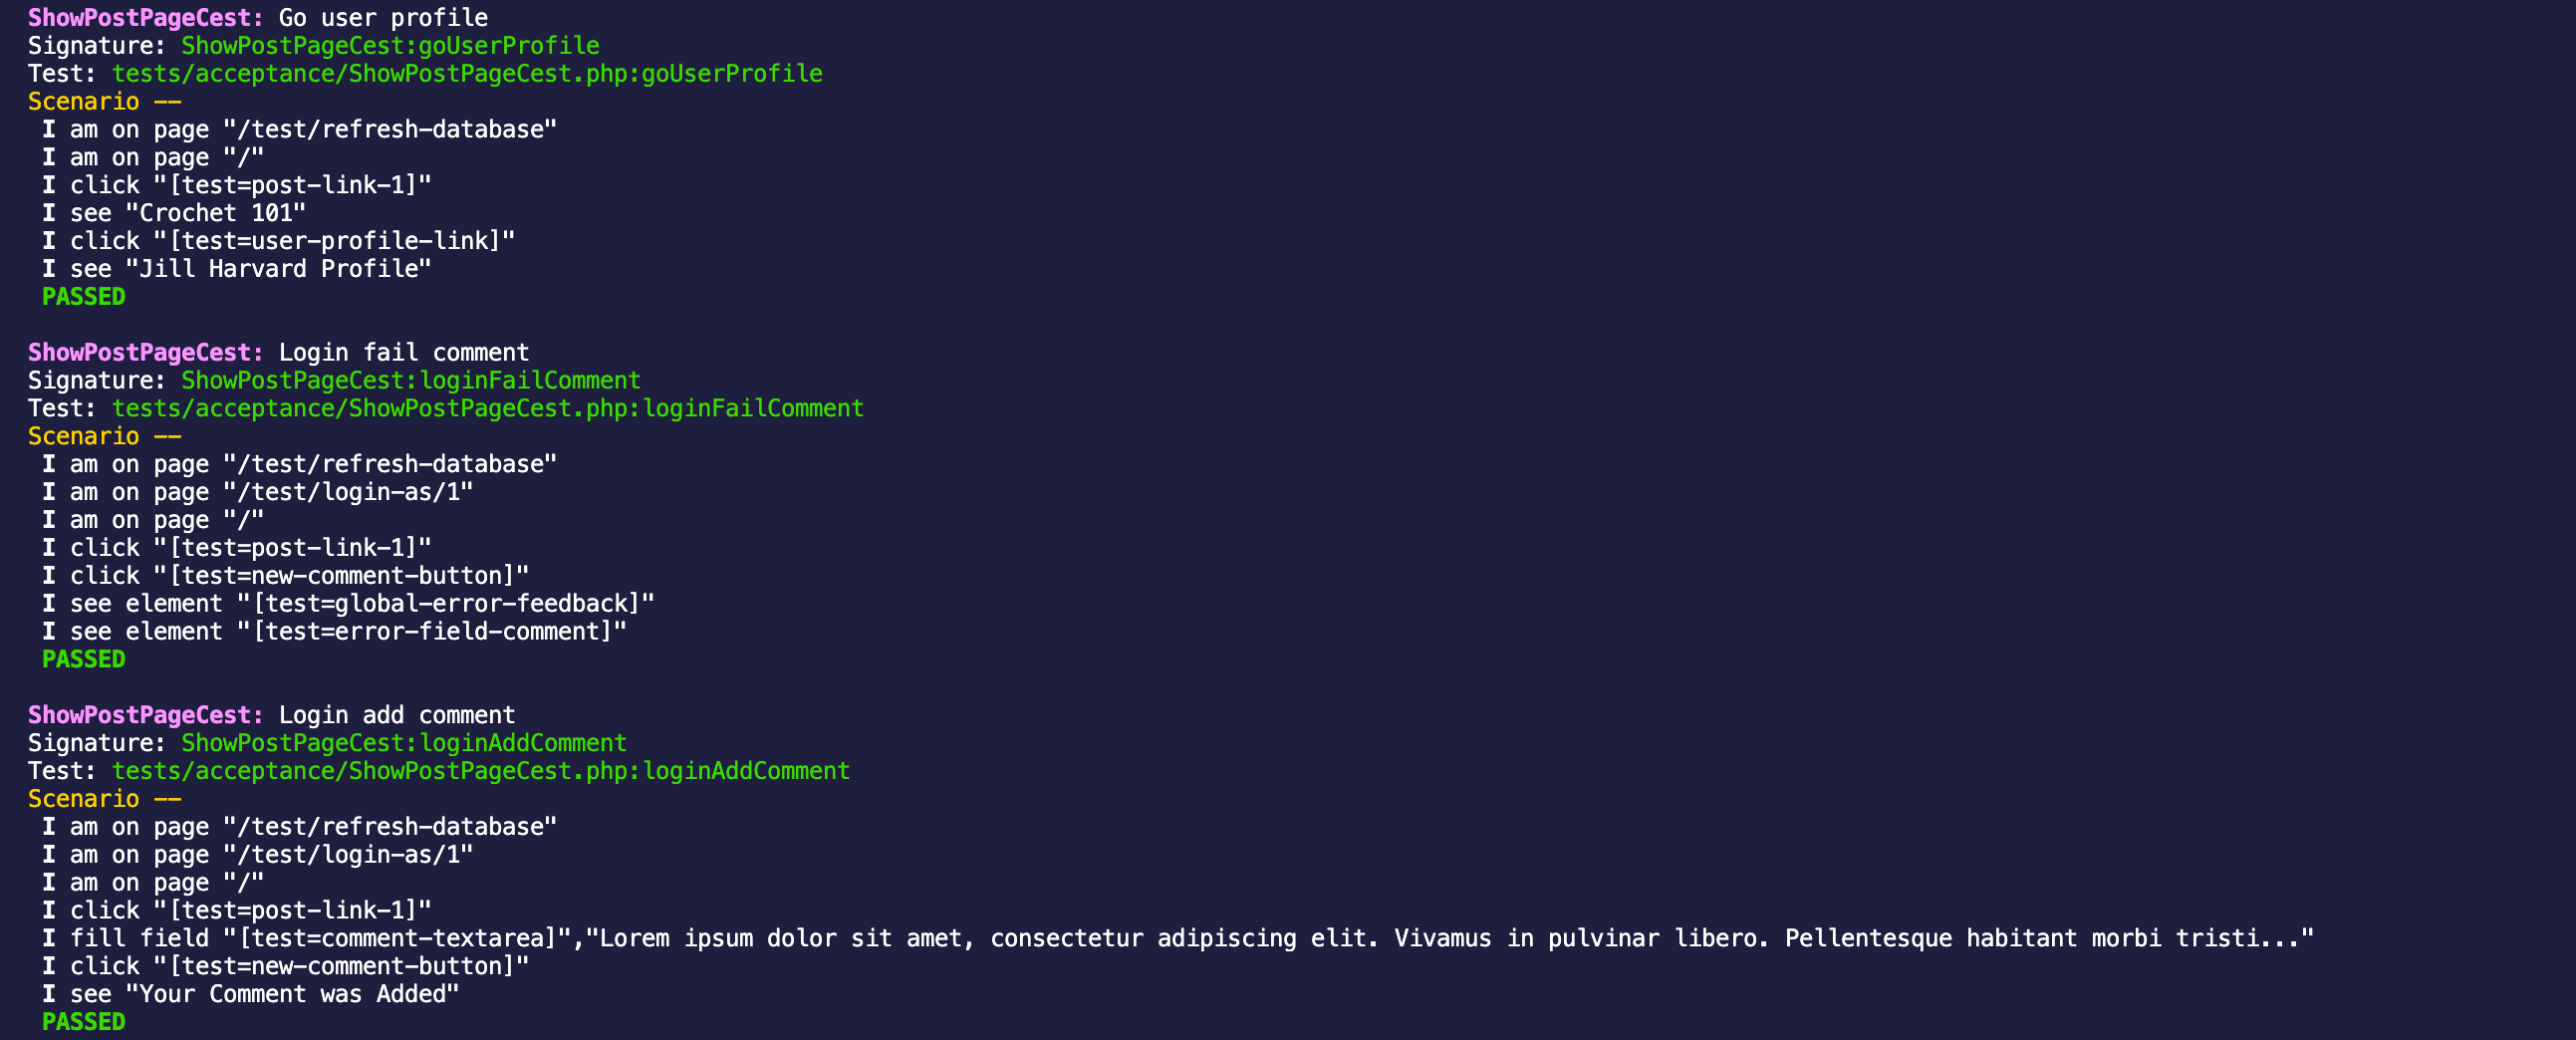 ShowPostPageCest: Go user profile
Signature: ShowPostPageCest:goUserProfile
Test: tests/acceptance/ShowPostPageCest.php:goUserProfile
Scenario --
I am on page "/test/refresh-database"
I am on page "/"
I click "[test=post-link-1]"
I see "Crochet 101"
I click "[test=user-profile-link]"
I see "Jill Harvard Profile"
PASSED
ShowPostPageCest: Login fail comment
Signature: ShowPostPageCest:loginFailComment
Test: tests/acceptance/ShowPostPageCest.php:loginFailComment
Scenario --
I am on page "/test/refresh-database"
I am on page "/test/login-as/1"
I am on page "/"
I click "[test=post-link-1]"
I click "[test=new-comment-button]"
I see element "[test=global-error-feedback]"
I see element "[test=error-field-comment]"
PASSED
ShowPostPageCest: Login add comment
Signature: ShowPostPageCest:loginAddComment
Test: tests/acceptance/ShowPostPageCest.php:loginAddComment
Scenario --
I am on page "/test/refresh-database"
I am on page "/test/login-as/1"
I am on page "/"
I click "[test=post-link-1]"
I fill field "[test=comment-textarea]","Lorem ipsum dolor sit amet, consectetur adipiscing elit. Vivamus in pulvinar libero. Pellentesque habitant morbi tristi..."
I click "[test=new-comment-button]"
I see "Your Comment was Added"
PASSED